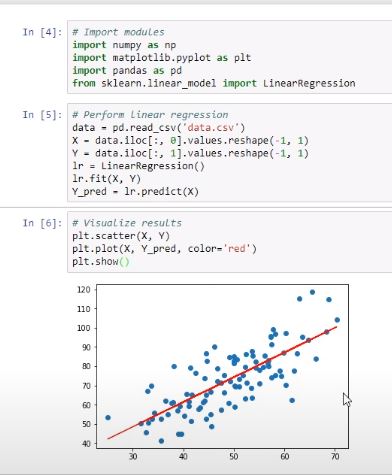 In [4]: # Import modules
import numpy as np
import matplotlib.pyplot as plt
import pandas as pd
from sklearn.linear_model import LinearRegression
In [5]: # Perform linear regression
data = pd.read_csv('data.csv')
X = data.iloc[:, 0].values.reshape(-1, 1)
Y = data.iloc[:, 1].values.reshape(-1, 1)
lr = LinearRegression()
lr.fit(X, Y)
Y_pred = lr.predict(X)
In [6]: # Visualize results
plt.scatter(X, Y)
plt.plot(X, Y_pred, color='red')
plt.show()
120
110
100
90
80
70
60
50
40
30 40 50 60 70